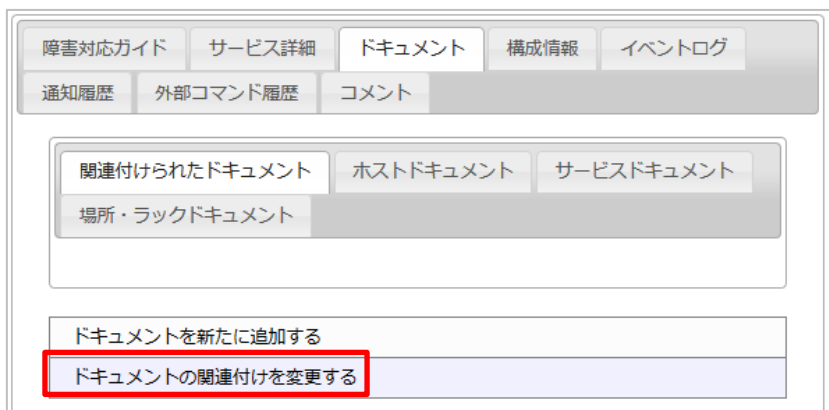 障害対応ガイド サービス詳細 ドキュメント 構成情報 イベントログ
通知履歴 外部コマンド履歴 コメント
関連付けられたドキュメント ホストドキュメント サービスドキュメント
場所・ラックドキュメント
ドキュメントを新たに追加する
ドキュメントの関連付けを変更する